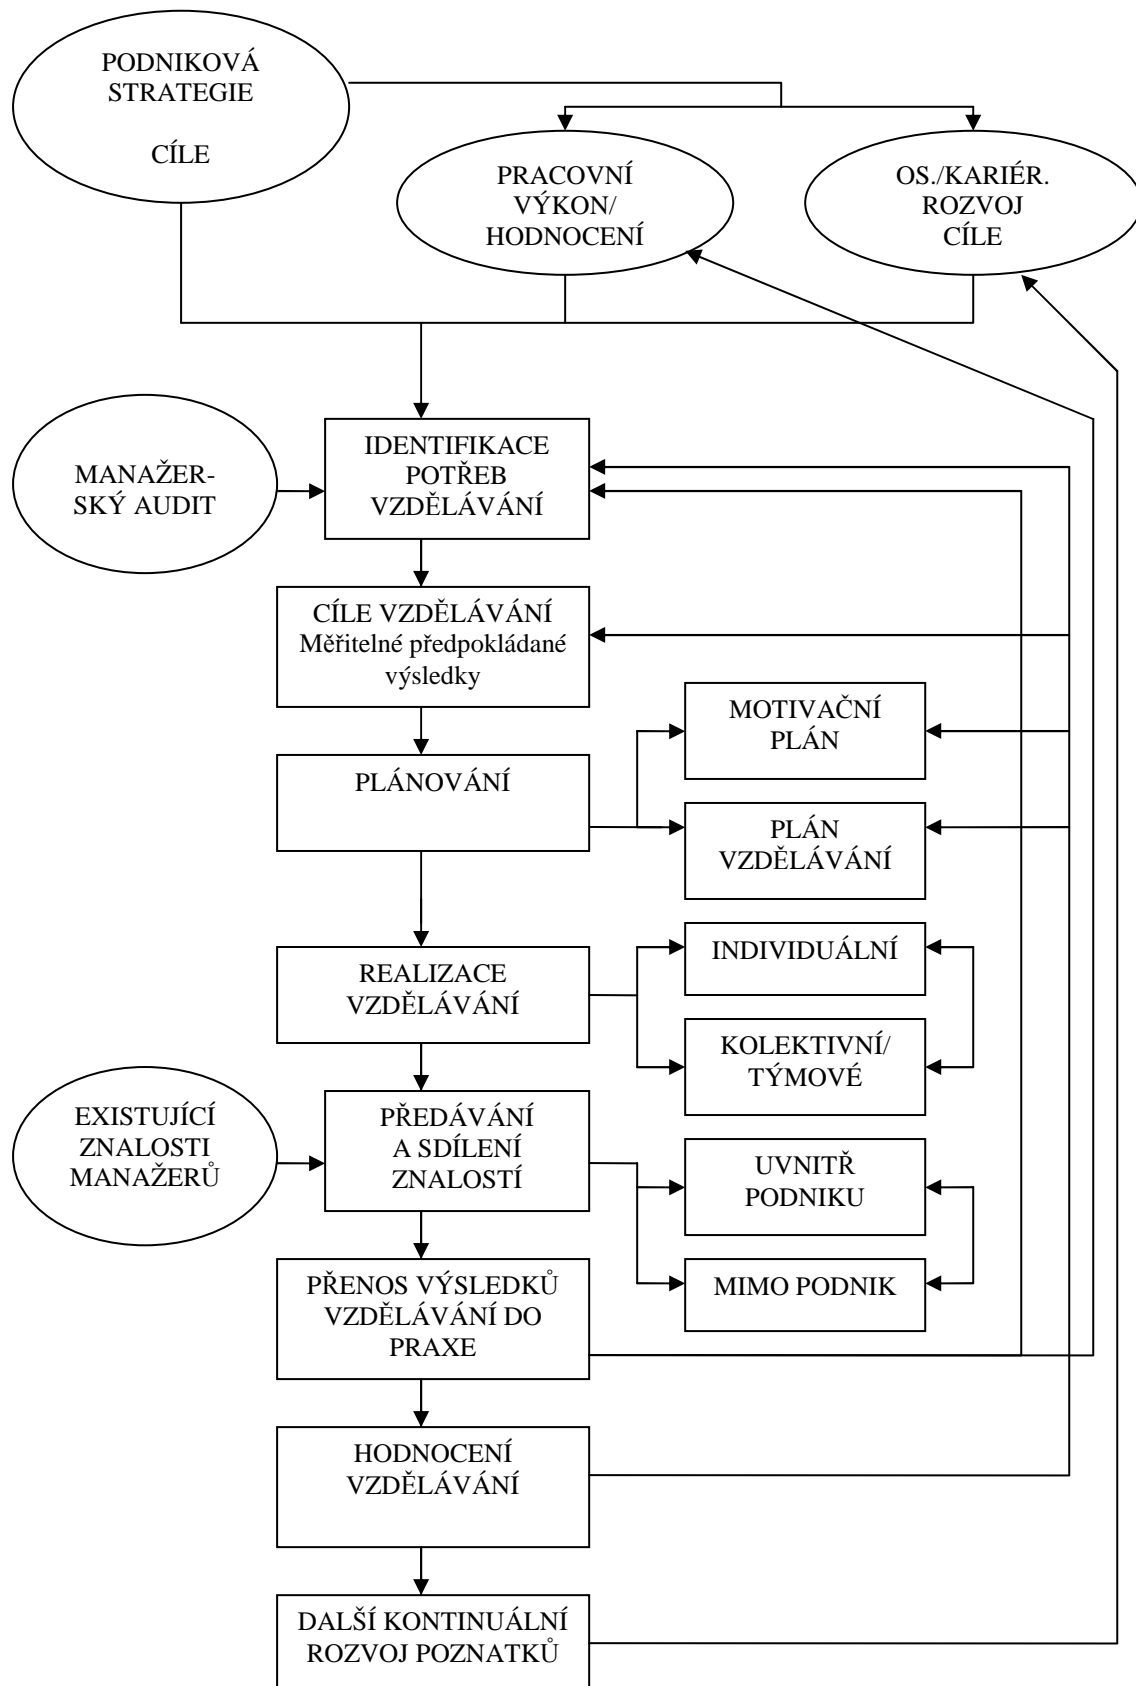 PODNIKOVÁ
STRATEGIE
CÍLE
PRACOVNÍ
VÝKON/
HODNOCENÍ
OS./KARIÉR.
ROZVOJ
CÍLE
MANAŽER-
SKÝ AUDIT
IDENTIFIKACE
POTŘEB
VZDĚLÁVÁNÍ
CÍLE VZDĚLÁVÁNÍ
Měřitelné předpokládané
výsledky
MOTIVAČNÍ
PLÁN
PLÁNOVÁNÍ
PLÁN
VZDĚLÁVÁNÍ
REALIZACE
VZDĚLÁVÁNÍ
INDIVIDUÁLNÍ
KOLEKTIVNÍ/
TÝMOVÉ
EXISTUJÍCÍ
ZNALOSTI
MANAŽERŮ
PŘEDÁVÁNÍ
A SDÍLENÍ
ZNALOSTÍ
UVNITŘ
PODNIKU
MIMO PODNIK
PŘENOS VÝSLEDKŮ
VZDĚLÁVÁNÍ DO
PRAXE
HODNOCENÍ
VZDĚLÁVÁNÍ
DALŠÍ KONTINUÁLNÍ
ROZVOJ POZNATKŮ